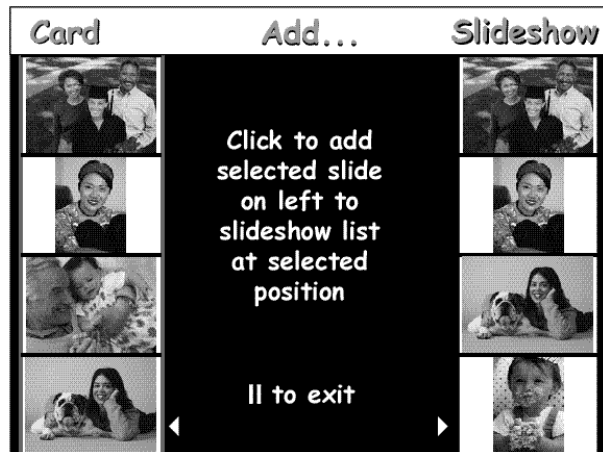 Card
Add...
Slideshow
Click to add
selected slide
on left to
slideshow list
at selected
position
II to exit